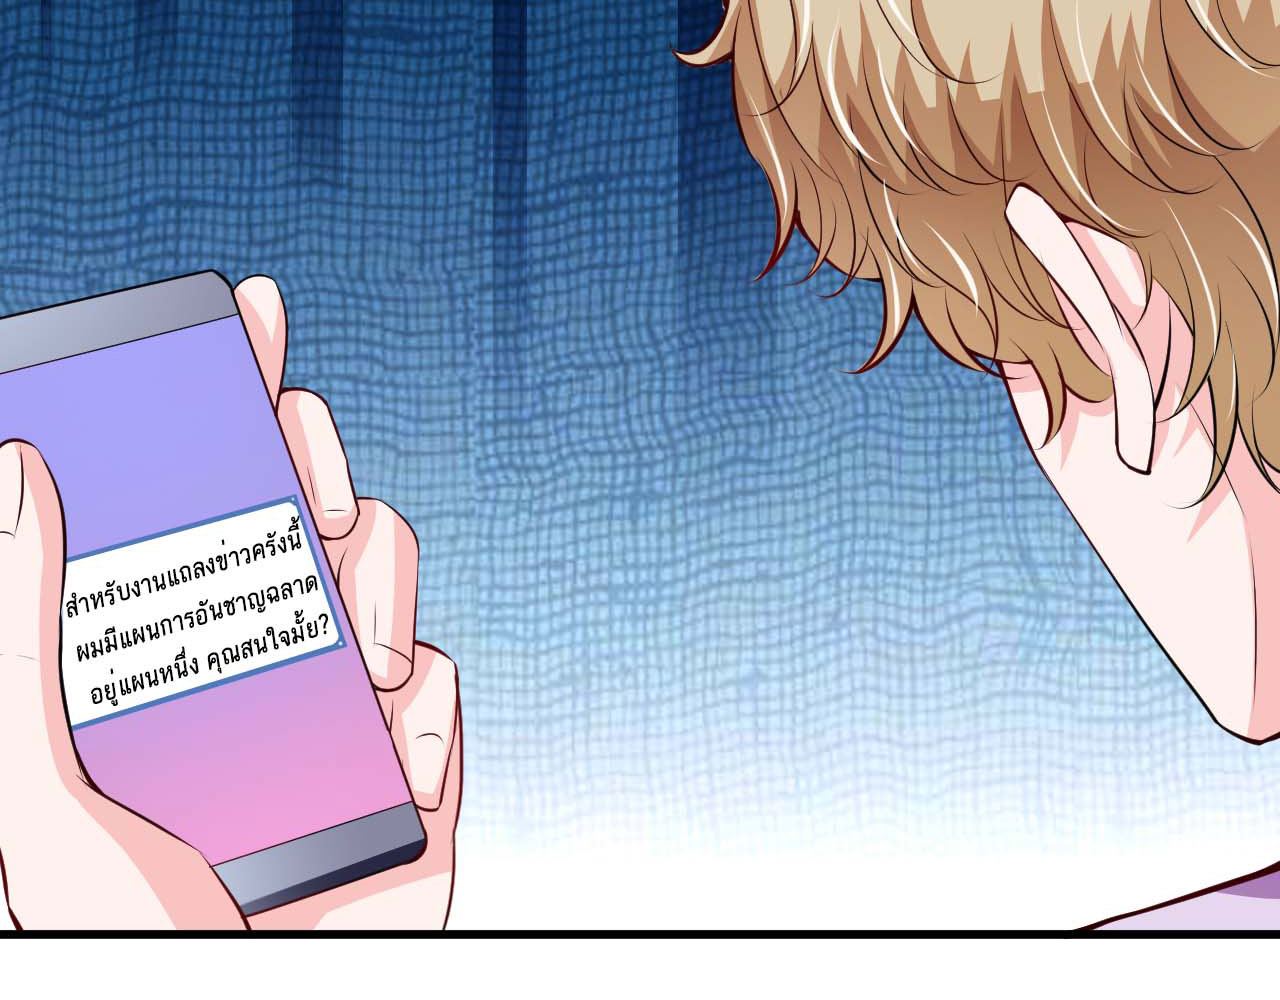 สำหรับงานแถลงข่าวครั้งนี้
ผมมีแผนการอันชาญฉลาด
อยู่แผนหนึ่ง คุณสนใจมั้ย?